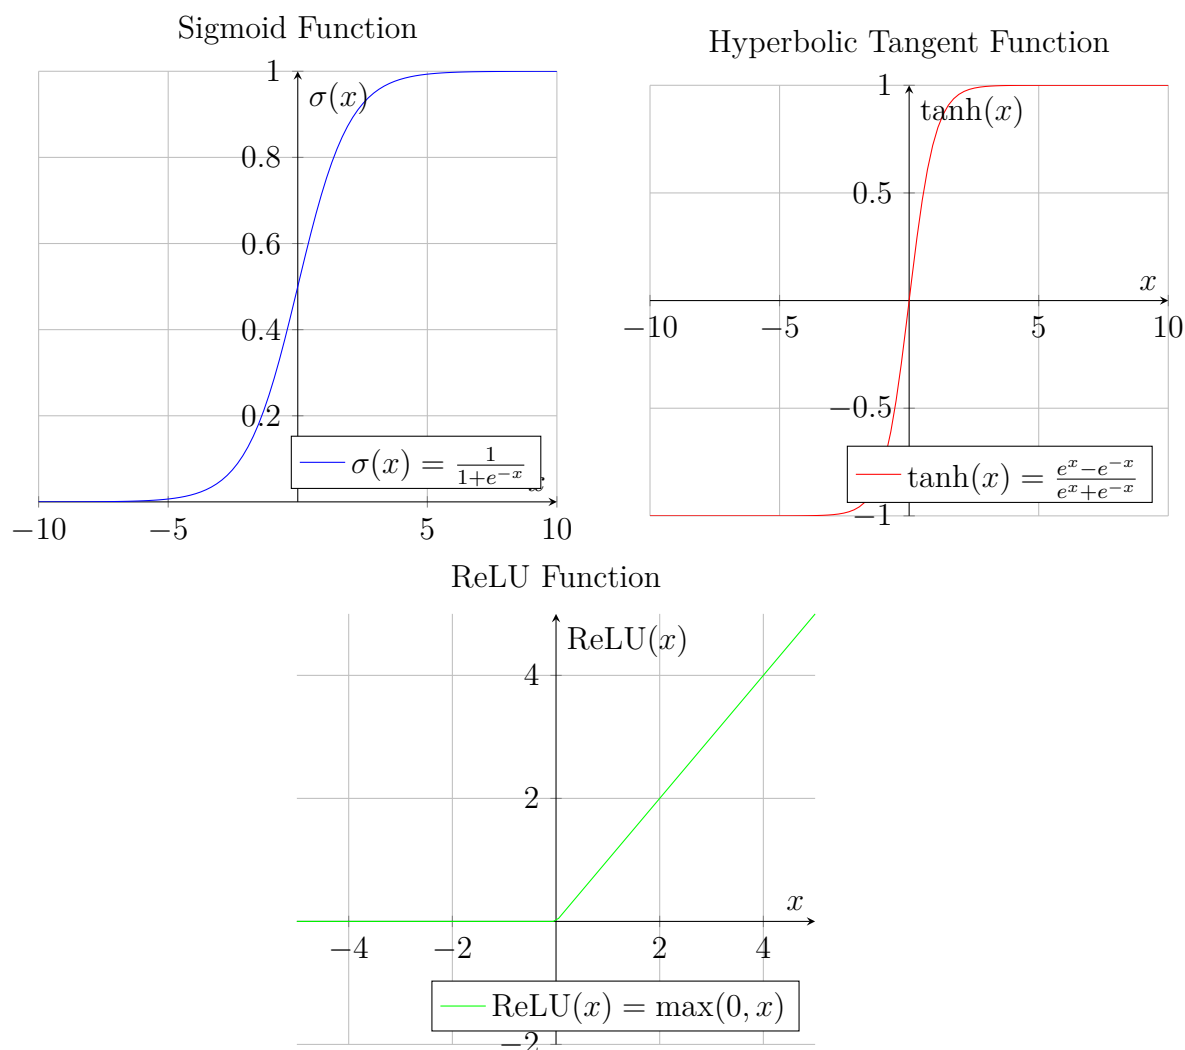 Sigmoid Function
1
σ(x)
0.8
0.6
0.4
0.2
σ(x) = 1/(1+e^{-x})
x
−10 −5 5 10
Hyperbolic Tangent Function
1
tanh(x)
0.5
x
−10 −5 5 10
−0.5
tanh(x) = (e^x−e^{-x})/(e^x+e^{-x})
−1
ReLU Function
ReLU(x)
4
2
x
−4 −2 2 4
ReLU(x) = max(0, x)
−2